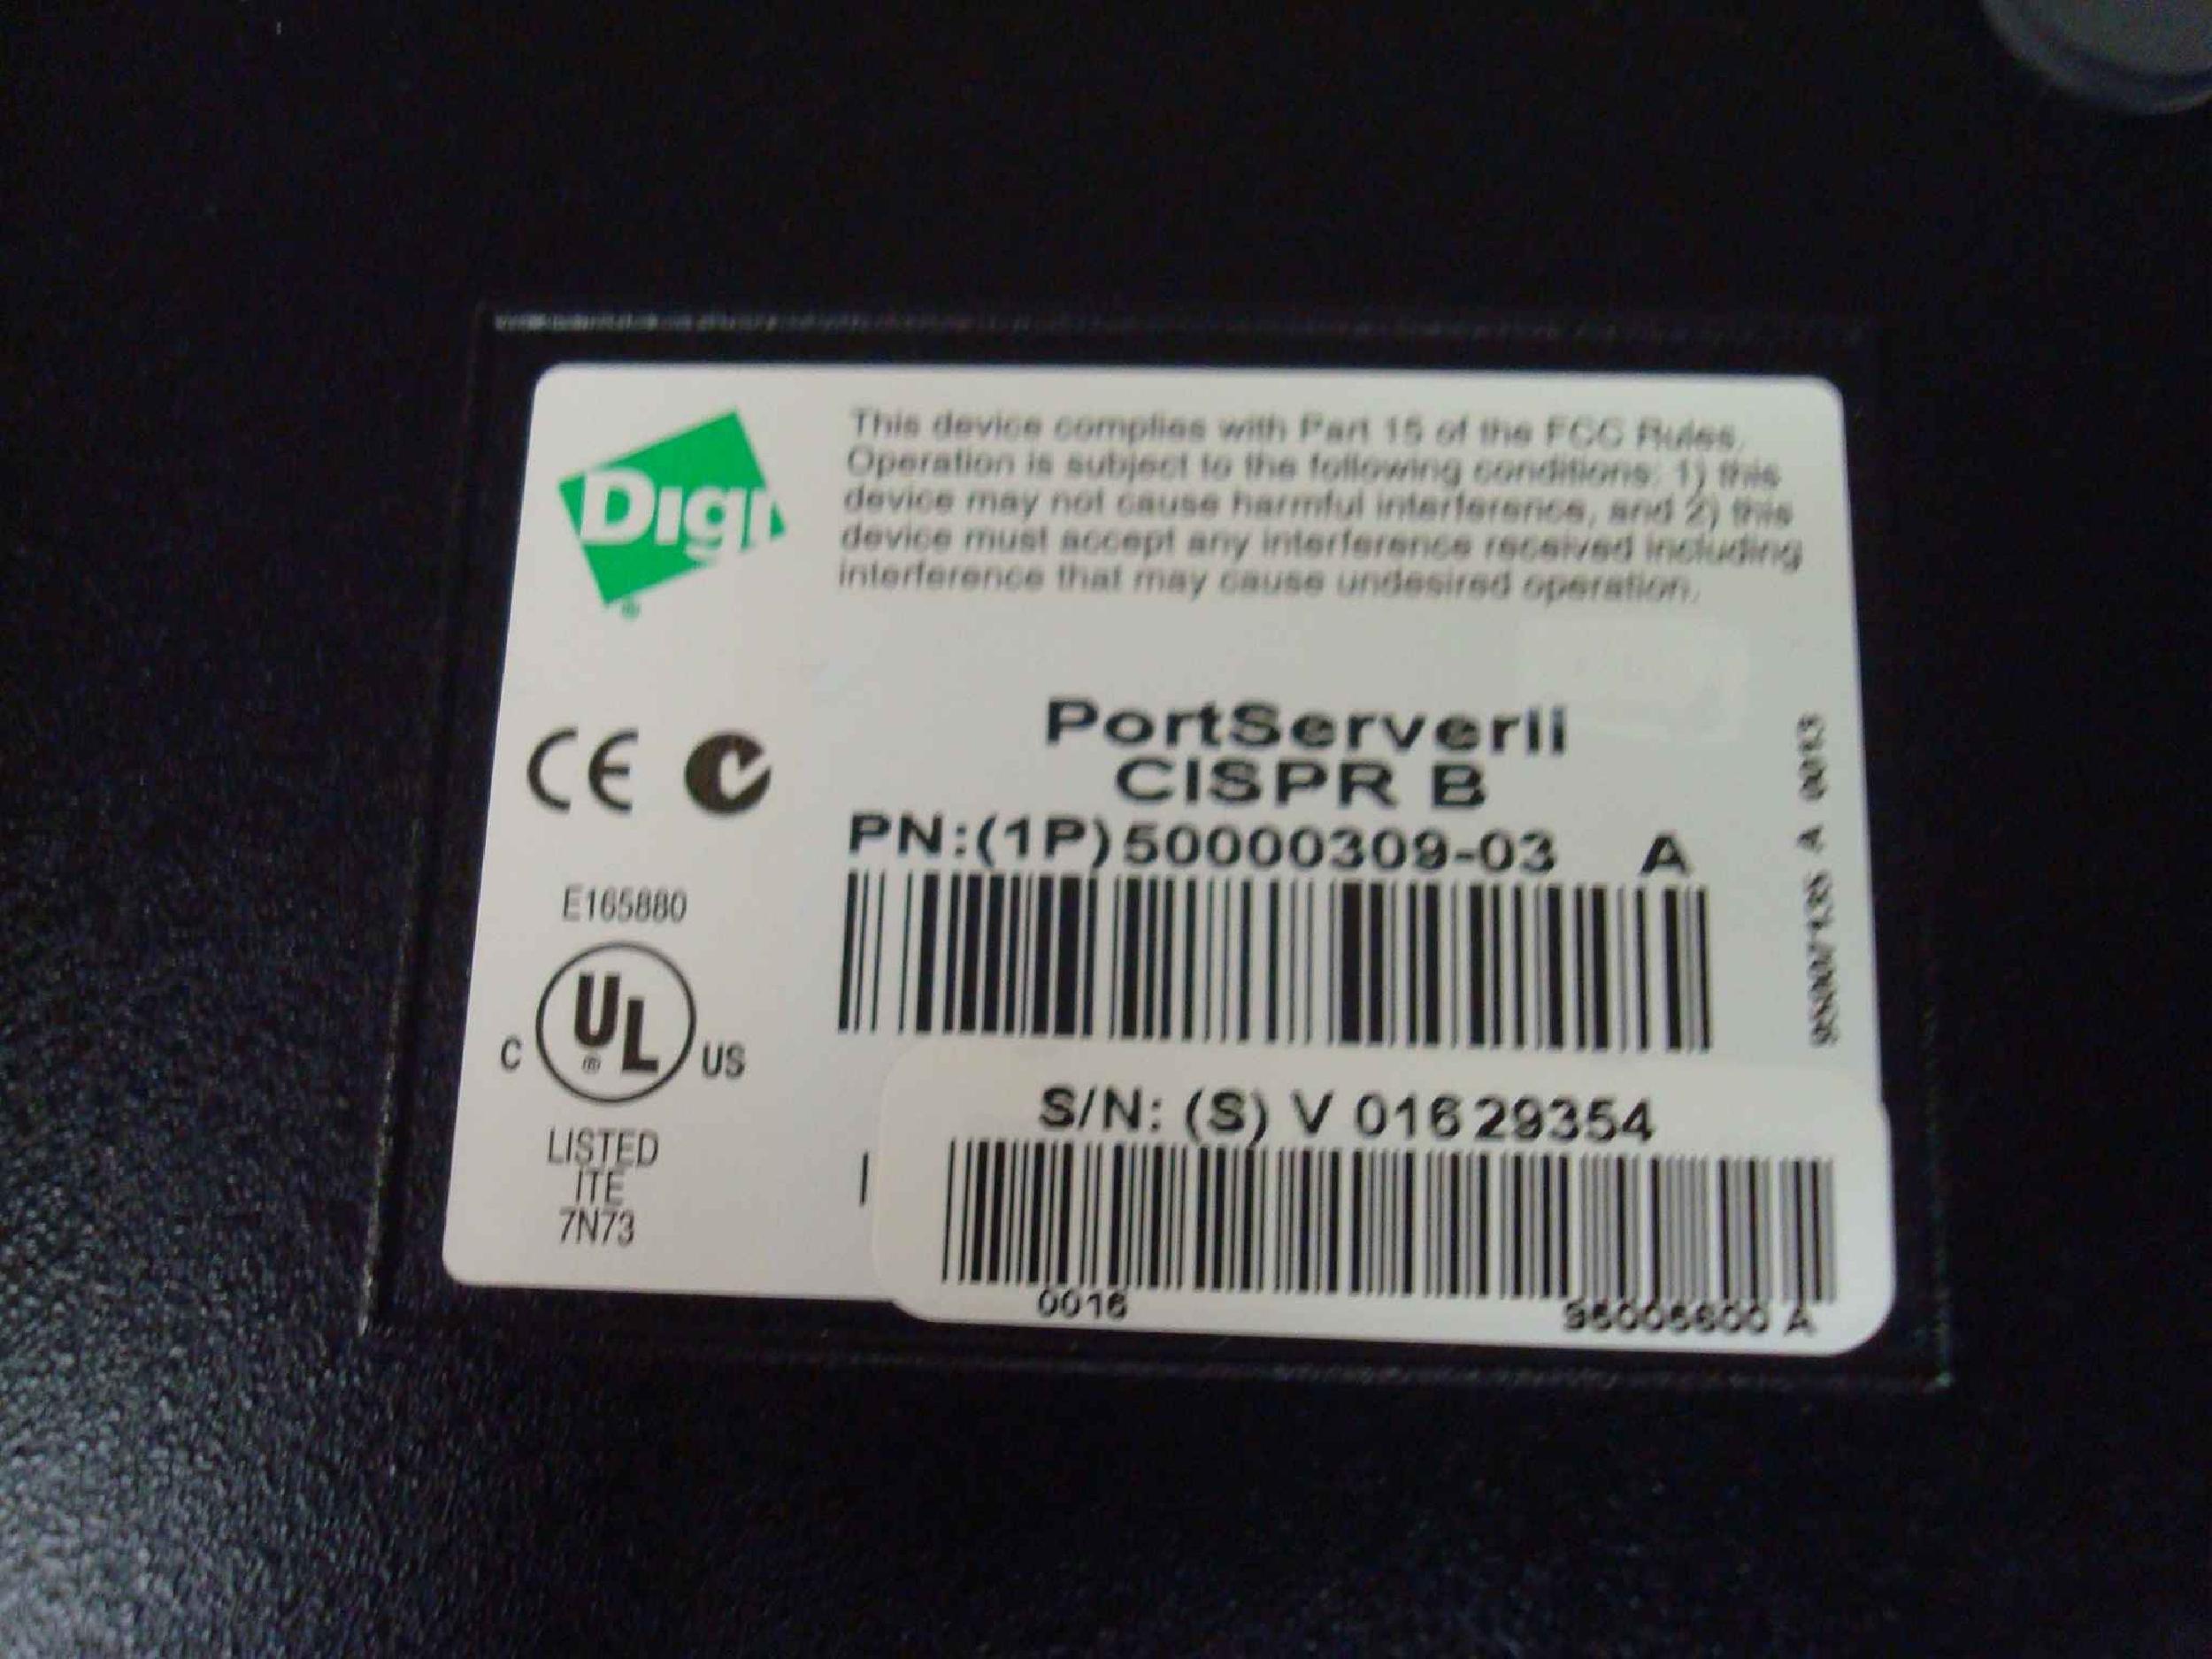 Digi
This device complies with Part 15 of the FCC Rules.
Operation is subject to the following conditions: 1) this
device may not cause harmful interference, and 2) this
device must accept any interference received including
interference that may cause undesired operation.
PortServerII
CISPR B
CE
PN:(1P)50000309-03 A
E165880
C UL US
LISTED
ITE
7N73
S/N: (S) V 01629354
0016
A